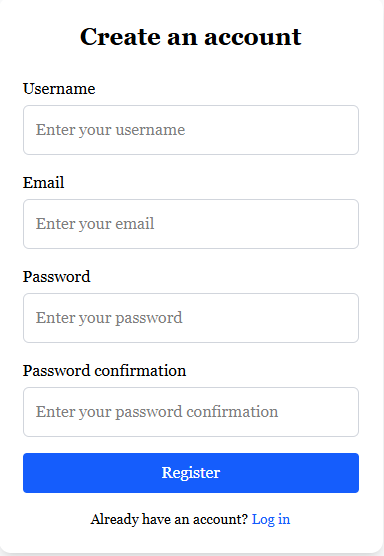 Create an account
Username
Enter your username
Email
Enter your email
Password
Enter your password
Password confirmation
Enter your password confirmation
Register
Already have an account? Log in